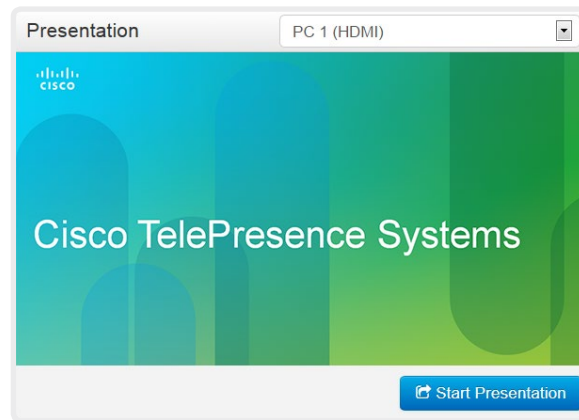 Presentation
PC 1 (HDMI)
CISCO
Cisco TelePresence Systems
Start Presentation